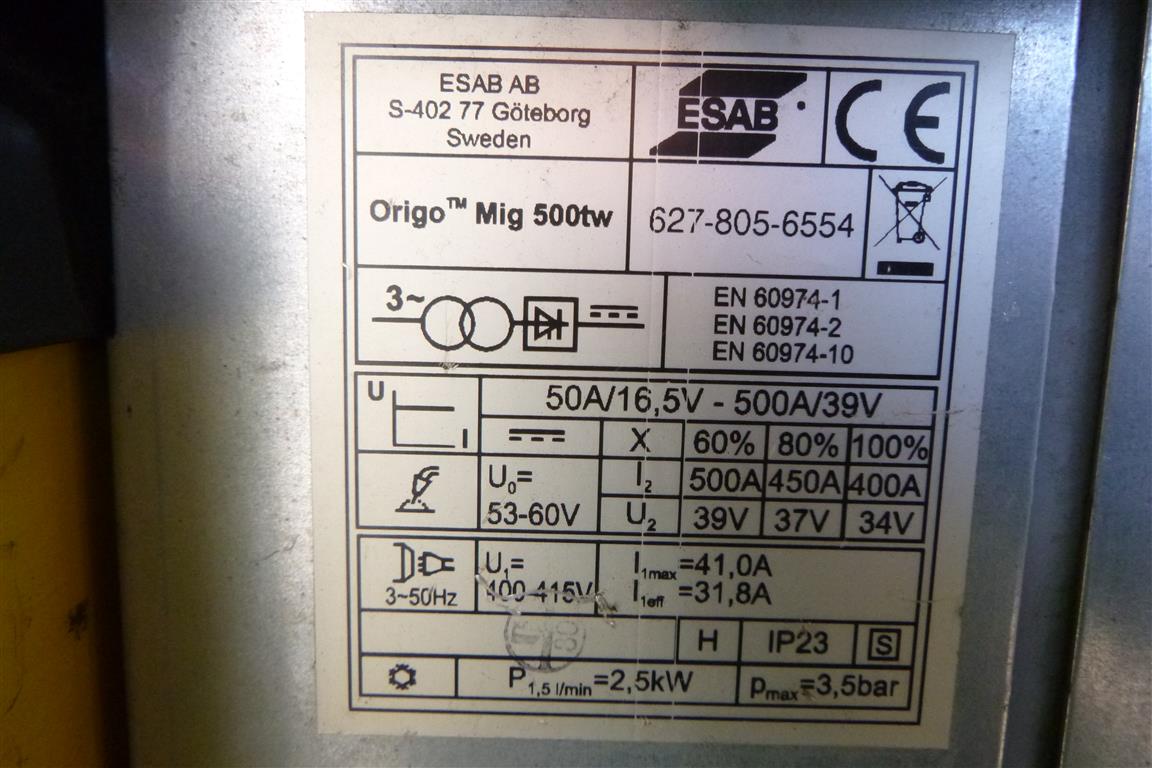 ESAB AB
S-402 77 Göteborg
Sweden
ESAB
CE
Origo™ Mig 500tw
627-805-6554
3~
EN 60974-1
EN 60974-2
EN 60974-10
U
I
50A/16,5V - 500A/39V
X 60% 80% 100%
U₀=
53-60V
I₂ 500A 450A 400A
U₂ 39V 37V 34V
3~50Hz
U₁=
400-415V
I₁max=41,0A
I₁eff =31,8A
H IP23 S
P₁,₅ l/min=2,5kW
pmax=3,5bar